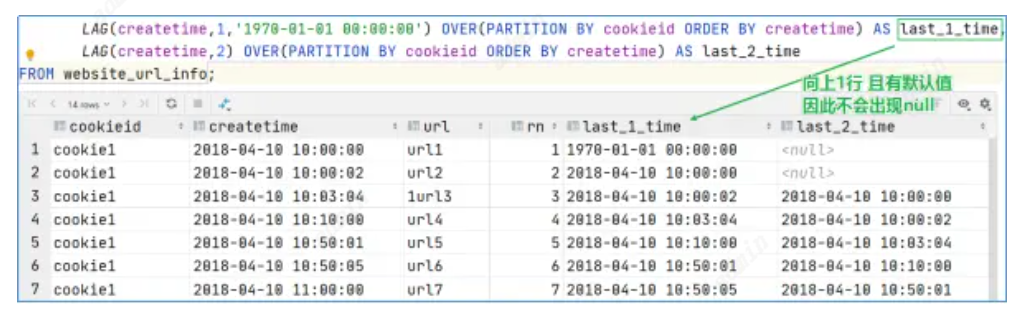 LAG(createtime,1,'1970-01-01 00:00:00') OVER(PARTITION BY cookieid ORDER BY createtime) AS last_1_time,
LAG(createtime,2) OVER(PARTITION BY cookieid ORDER BY createtime) AS last_2_time
FROM website_url_info;
向上1行 且有默认值
因此不会出现null
14 rows
cookieid createtime url rn last_1_time last_2_time
1 cookie1 2018-04-10 10:00:00 url1 1 1970-01-01 00:00:00 <null>
2 cookie1 2018-04-10 10:00:02 url2 2 2018-04-10 10:00:00 <null>
3 cookie1 2018-04-10 10:03:04 1url3 3 2018-04-10 10:00:02 2018-04-10 10:00:00
4 cookie1 2018-04-10 10:10:00 url4 4 2018-04-10 10:03:04 2018-04-10 10:00:02
5 cookie1 2018-04-10 10:50:01 url5 5 2018-04-10 10:10:00 2018-04-10 10:03:04
6 cookie1 2018-04-10 10:50:05 url6 6 2018-04-10 10:50:01 2018-04-10 10:10:00
7 cookie1 2018-04-10 11:00:00 url7 7 2018-04-10 10:50:05 2018-04-10 10:50:01